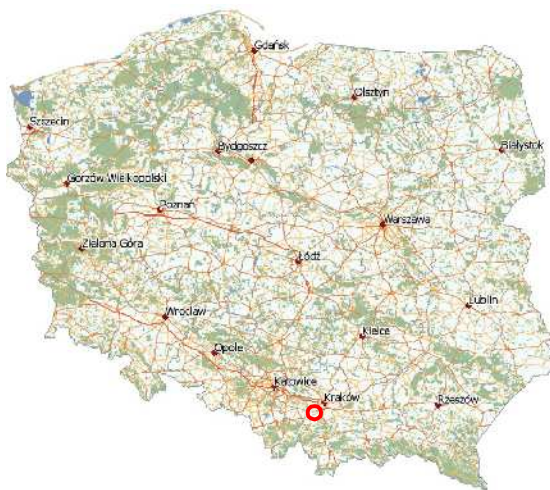 Gdańsk
Olsztyn
Szczecin
Bydgoszcz
Białystok
Gorzów Wielkopolski
Poznań
Warszawa
Zielona Góra
Łódź
Lublin
Wrocław
Kielce
Opole
Katowice
Kraków
Rzeszów